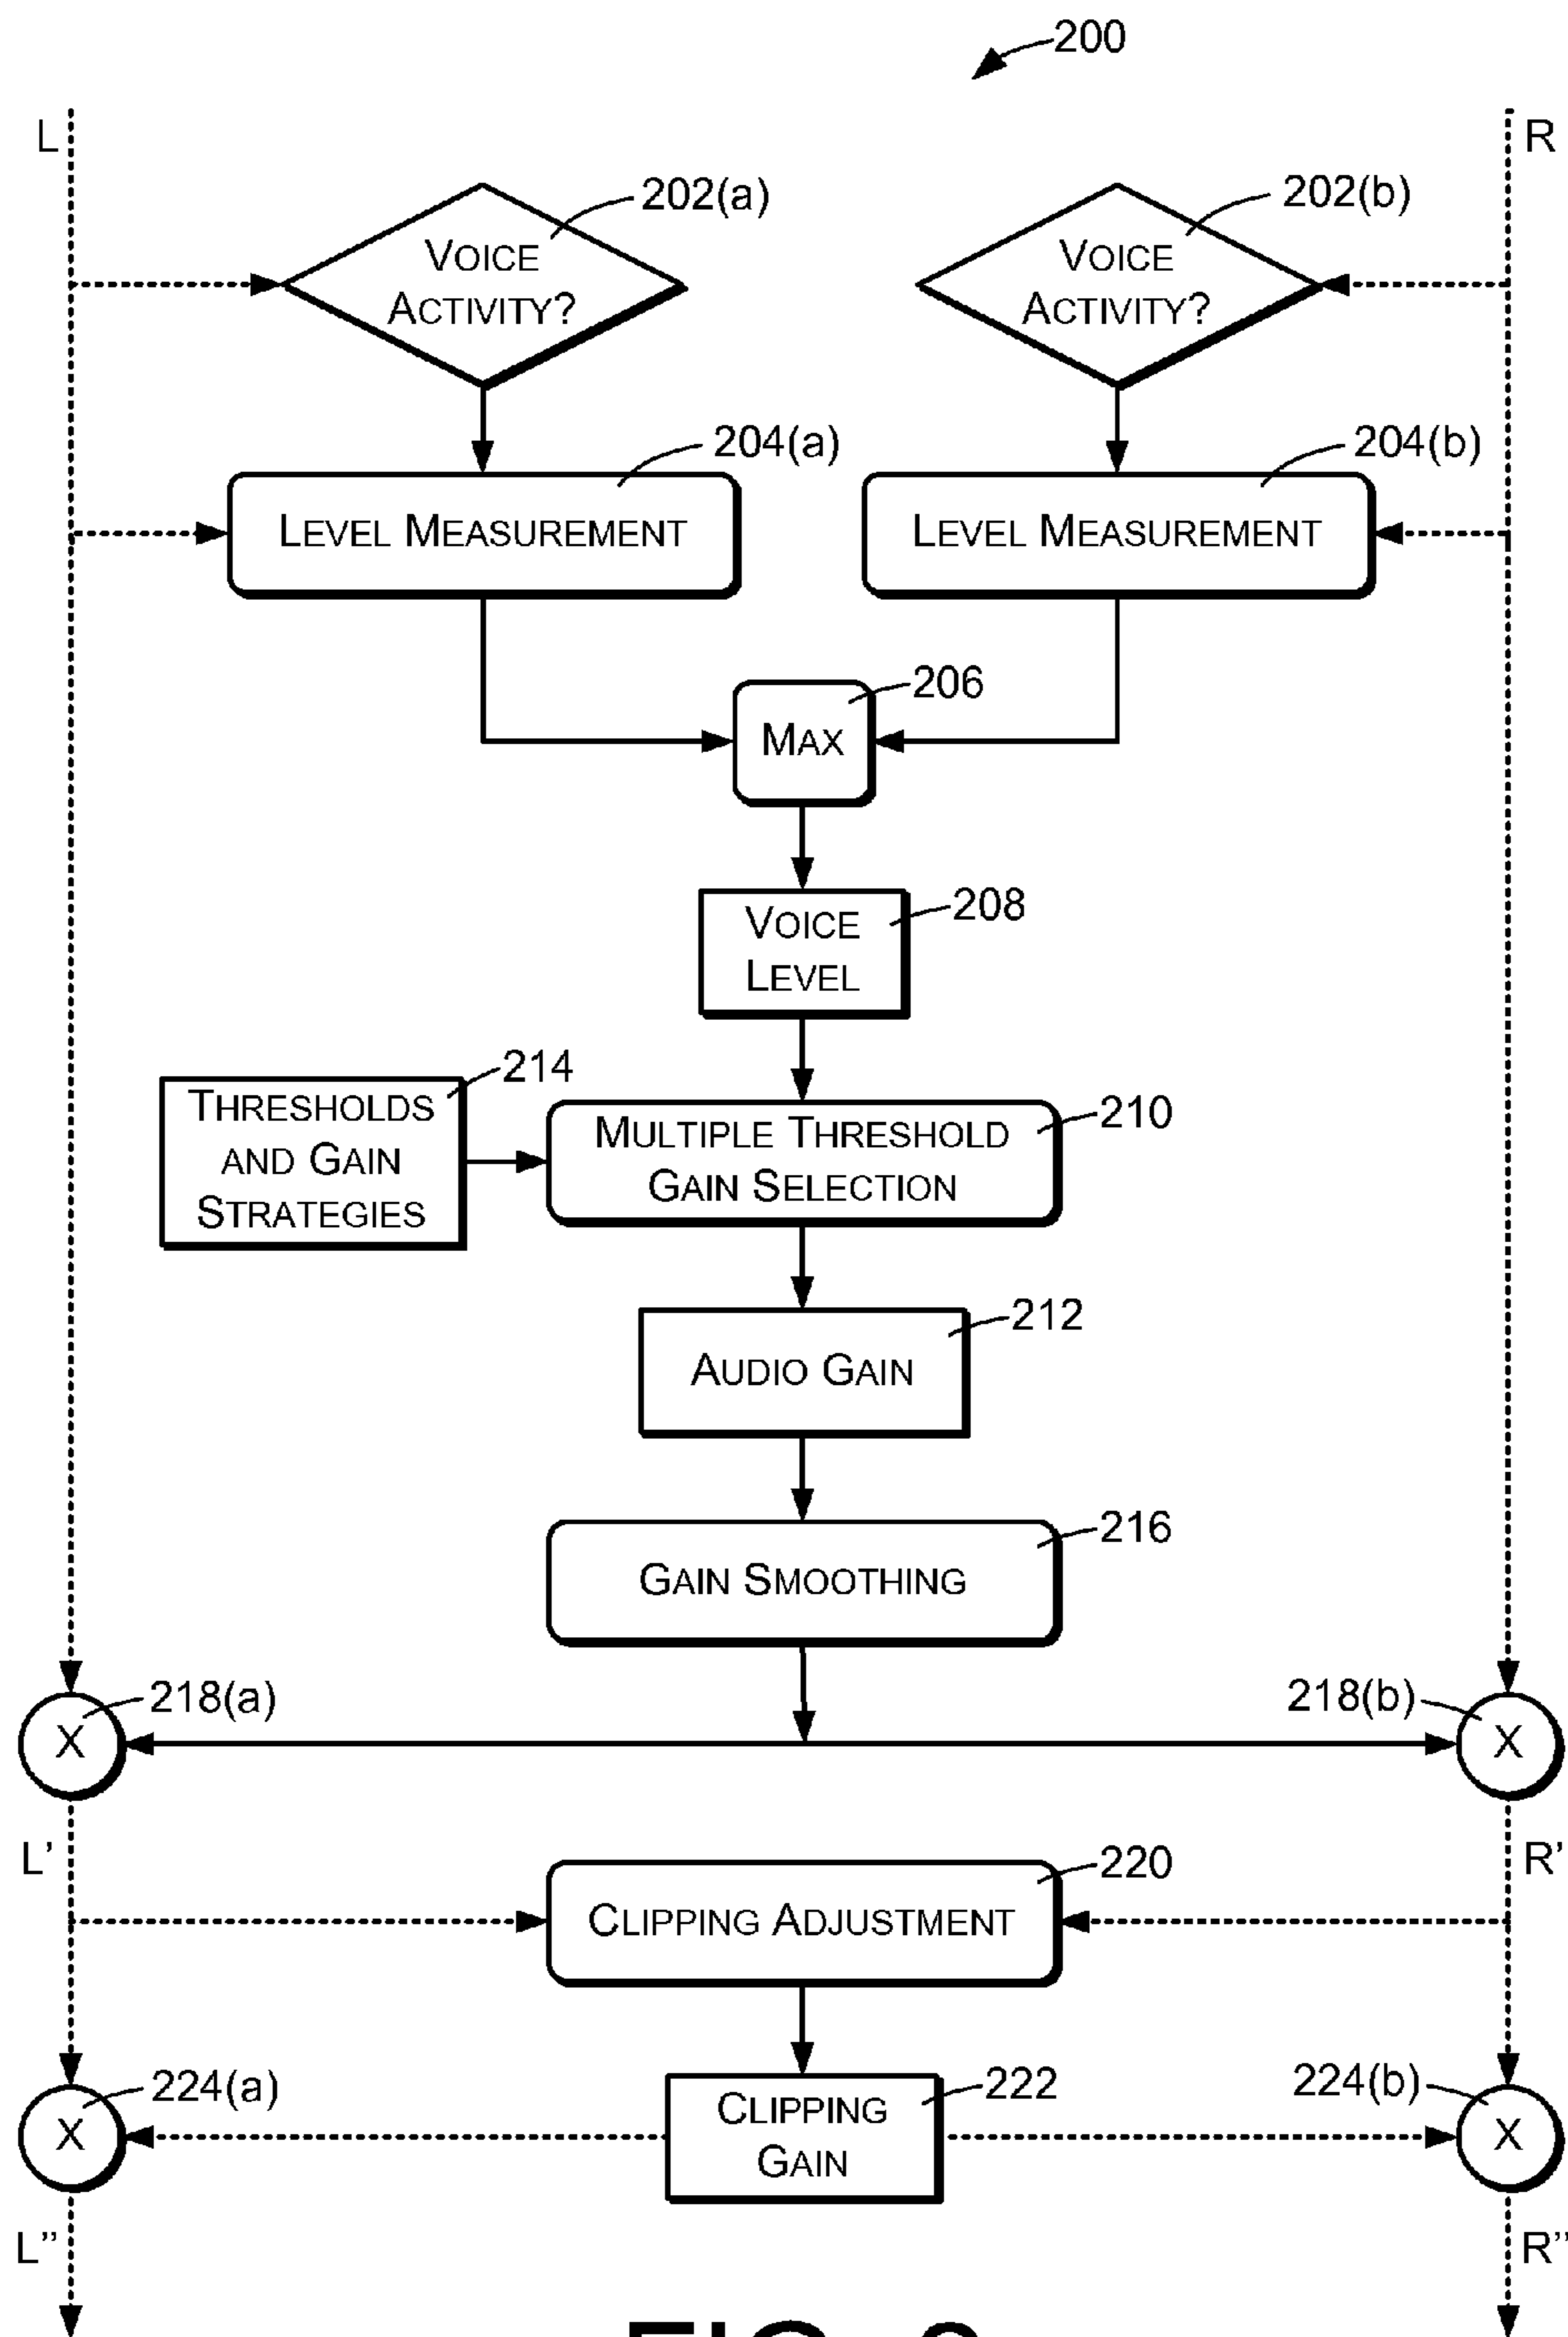 200
L
R
202(a)
202(b)
VOICE
ACTIVITY?
VOICE
ACTIVITY?
204(a)
204(b)
LEVEL MEASUREMENT
LEVEL MEASUREMENT
206
MAX
208
VOICE
LEVEL
214
THRESHOLDS
AND GAIN
STRATEGIES
210
MULTIPLE THRESHOLD
GAIN SELECTION
212
AUDIO GAIN
216
GAIN SMOOTHING
218(a)
218(b)
X
X
L'
R'
220
CLIPPING ADJUSTMENT
224(a)
222
224(b)
X
CLIPPING
GAIN
X
L''
R''